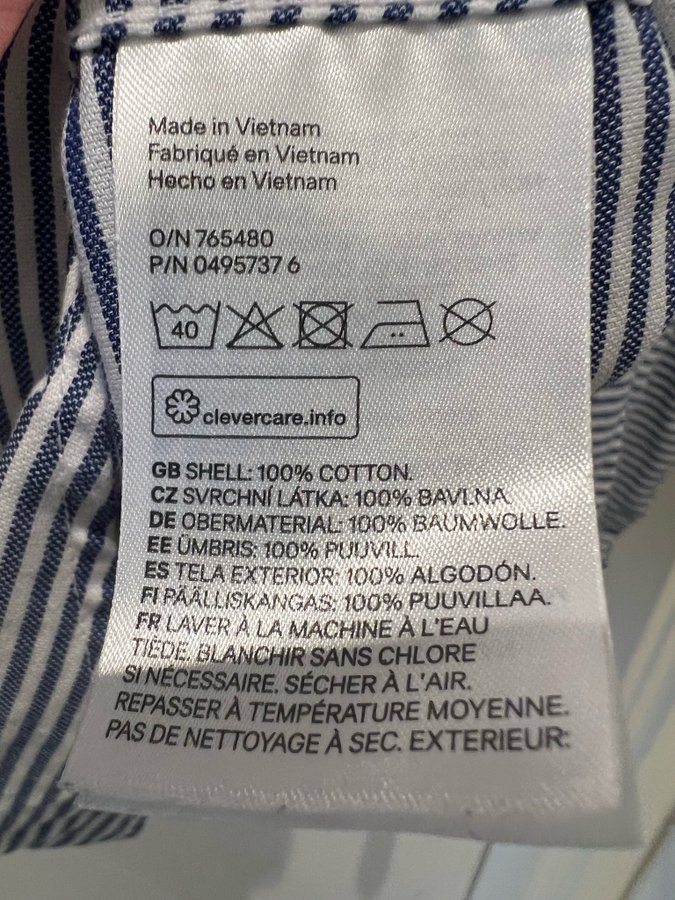 Made in Vietnam
Fabriqué en Vietnam
Hecho en Vietnam
O/N 765480
P/N 0495737 6
40
clevercare.info
GB SHELL: 100% COTTON.
CZ SVRCHNÍ LÁTKA: 100% BAVLNA.
DE OBERMATERIAL: 100% BAUMWOLLE.
EE ÜMBRIS: 100% PUUVILL.
ES TELA EXTERIOR: 100% ALGODÓN.
FI PÄÄLLISKANGAS: 100% PUUVILLAA.
FR LAVER À LA MACHINE À L'EAU
TIÈDE. BLANCHIR SANS CHLORE
SI NÉCESSAIRE. SÉCHER À L'AIR.
REPASSER À TEMPÉRATURE MOYENNE.
PAS DE NETTOYAGE À SEC. EXTERIEUR: